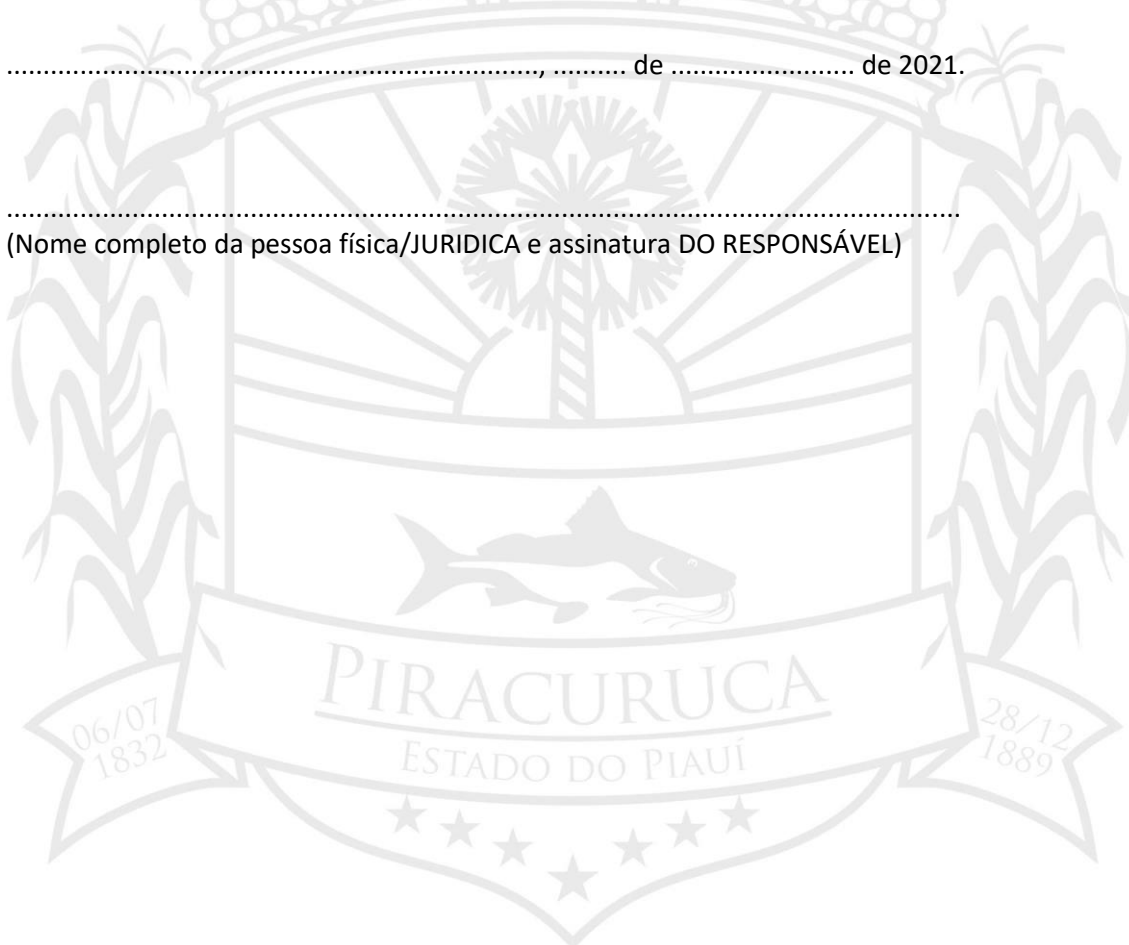 ........................................................................., .......... de ......................... de 2021.
..................................................................................................................................
(Nome completo da pessoa física/JURIDICA e assinatura DO RESPONSÁVEL)
PIRACURUCA
ESTADO DO PIAUÍ
06/07
1832
28/12
1889